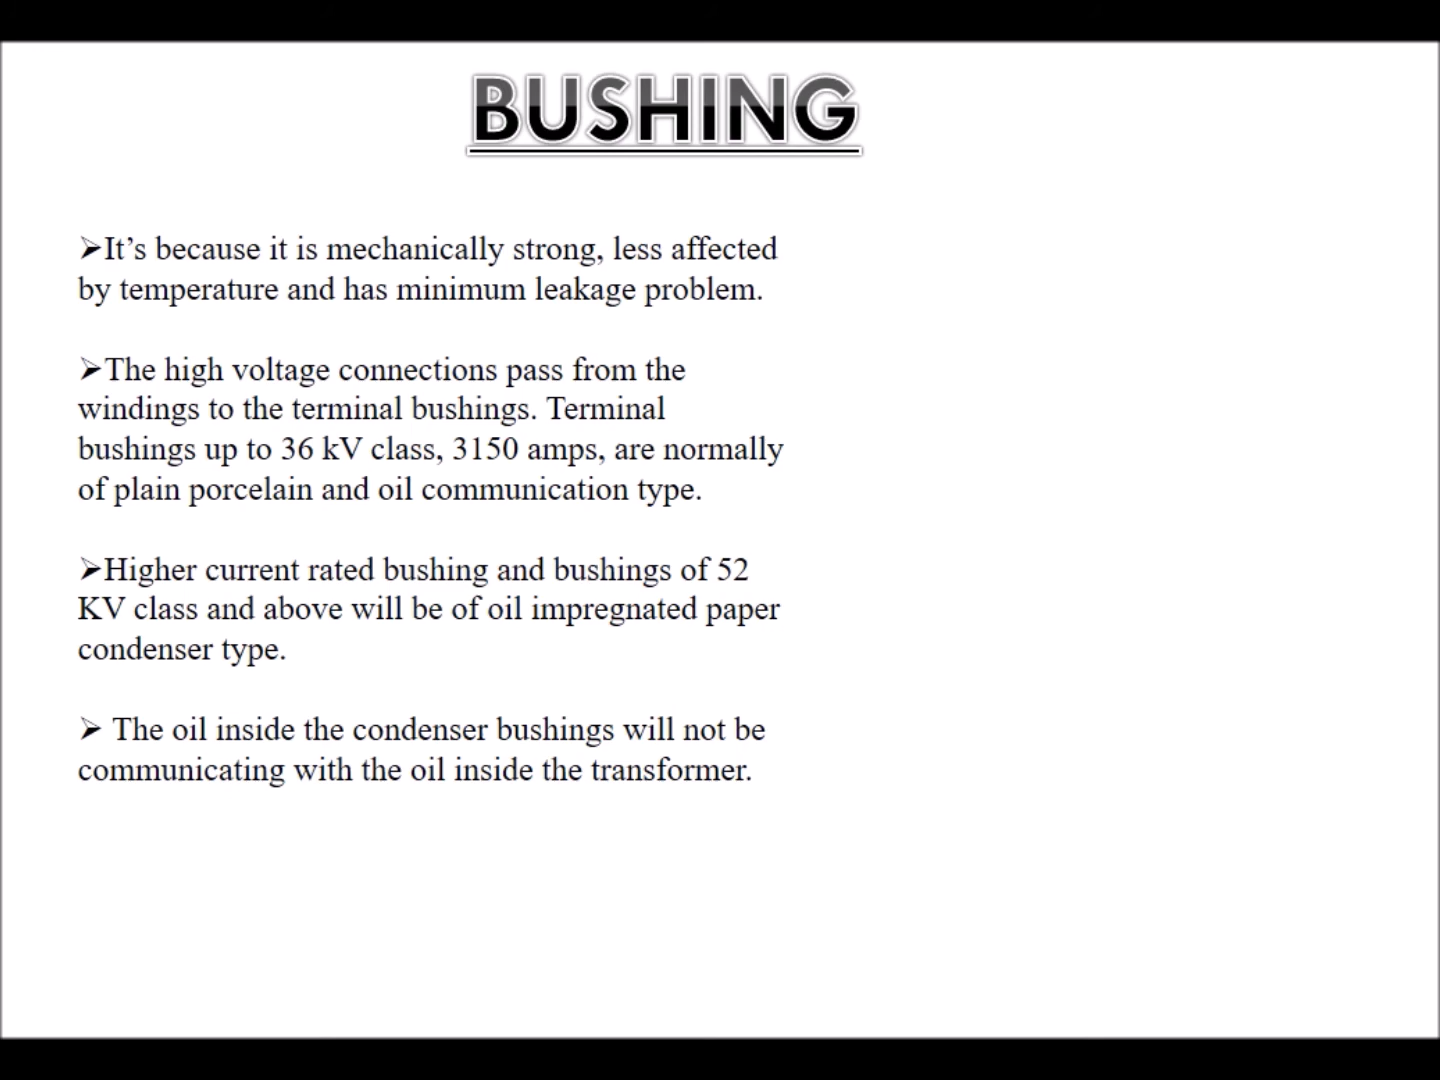 BUSHING
➢It’s because it is mechanically strong, less affected
by temperature and has minimum leakage problem.
➢The high voltage connections pass from the
windings to the terminal bushings. Terminal
bushings up to 36 kV class, 3150 amps, are normally
of plain porcelain and oil communication type.
➢Higher current rated bushing and bushings of 52
KV class and above will be of oil impregnated paper
condenser type.
➢ The oil inside the condenser bushings will not be
communicating with the oil inside the transformer.